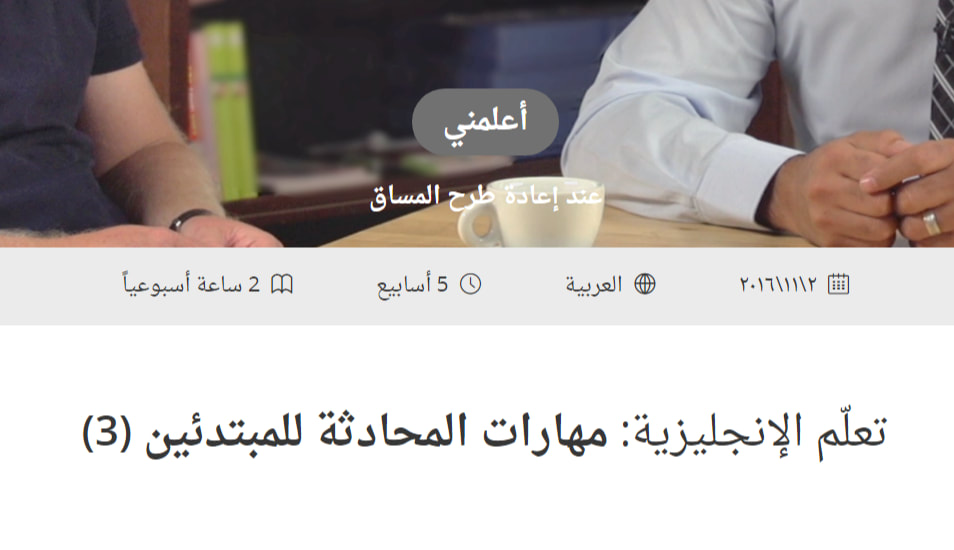 أعلمني
عند إعادة طرح المساق
٢\١١\٢٠١٦ العربية 5 أسابيع 2 ساعة أسبوعياً
تعلّم الإنجليزية: مهارات المحادثة للمبتدئين (3)